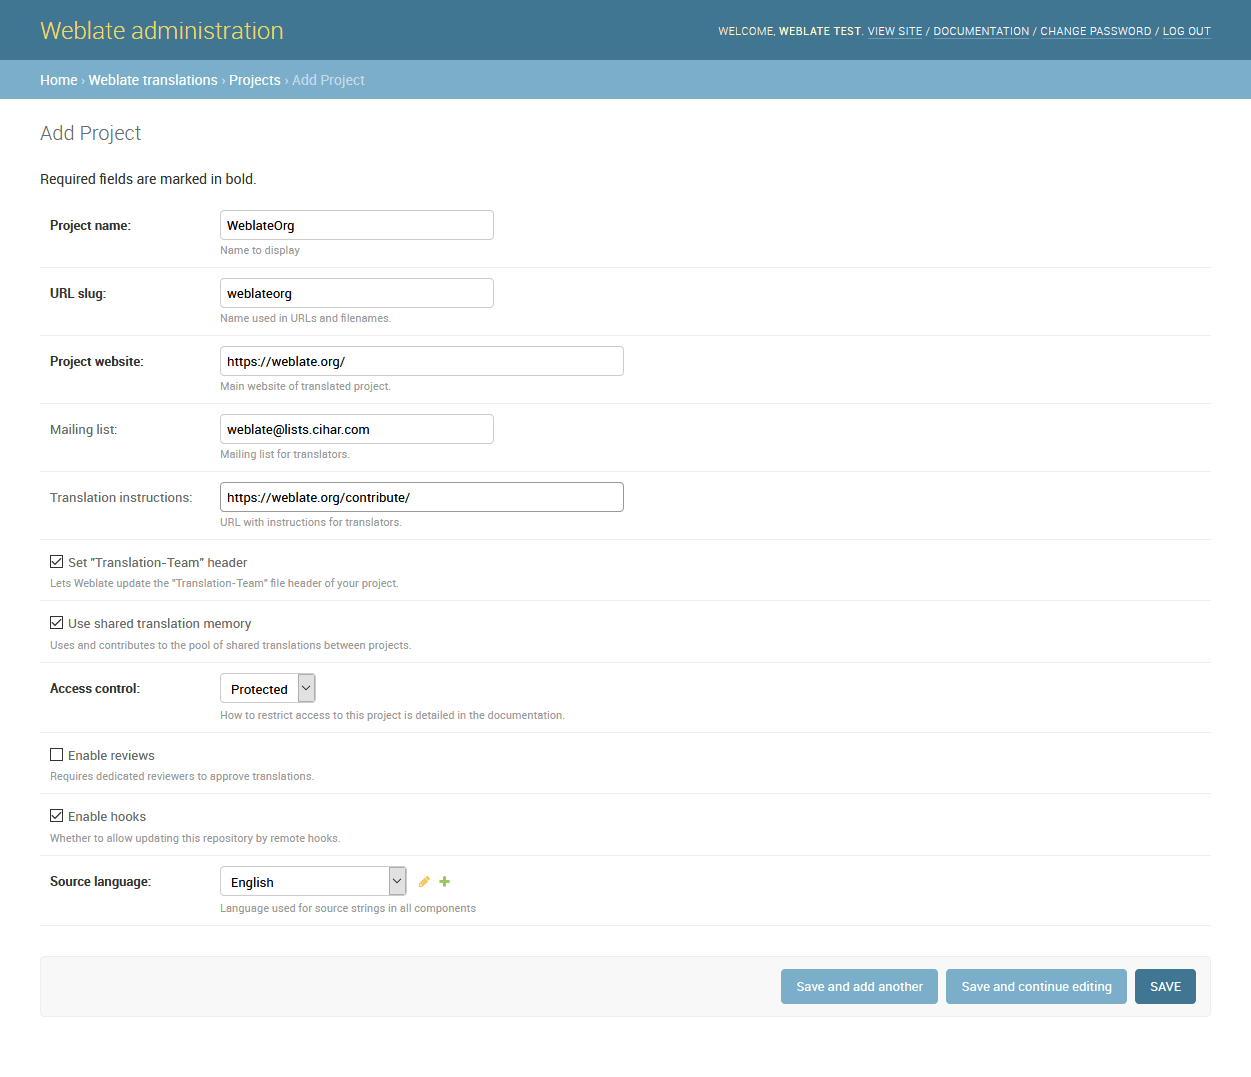 Weblate administration
WELCOME, WEBLATE TEST. VIEW SITE / DOCUMENTATION / CHANGE PASSWORD / LOG OUT
Home › Weblate translations › Projects › Add Project
Add Project
Required fields are marked in bold.
Project name:
WeblateOrg
Name to display
URL slug:
weblateorg
Name used in URLs and filenames.
Project website:
https://weblate.org/
Main website of translated project.
Mailing list:
weblate@lists.cihar.com
Mailing list for translators.
Translation instructions:
https://weblate.org/contribute/
URL with instructions for translators.
Set "Translation-Team" header
Lets Weblate update the "Translation-Team" file header of your project.
Use shared translation memory
Uses and contributes to the pool of shared translations between projects.
Access control:
Protected
How to restrict access to this project is detailed in the documentation.
Enable reviews
Requires dedicated reviewers to approve translations.
Enable hooks
Whether to allow updating this repository by remote hooks.
Source language:
English
Language used for source strings in all components
Save and add another
Save and continue editing
SAVE